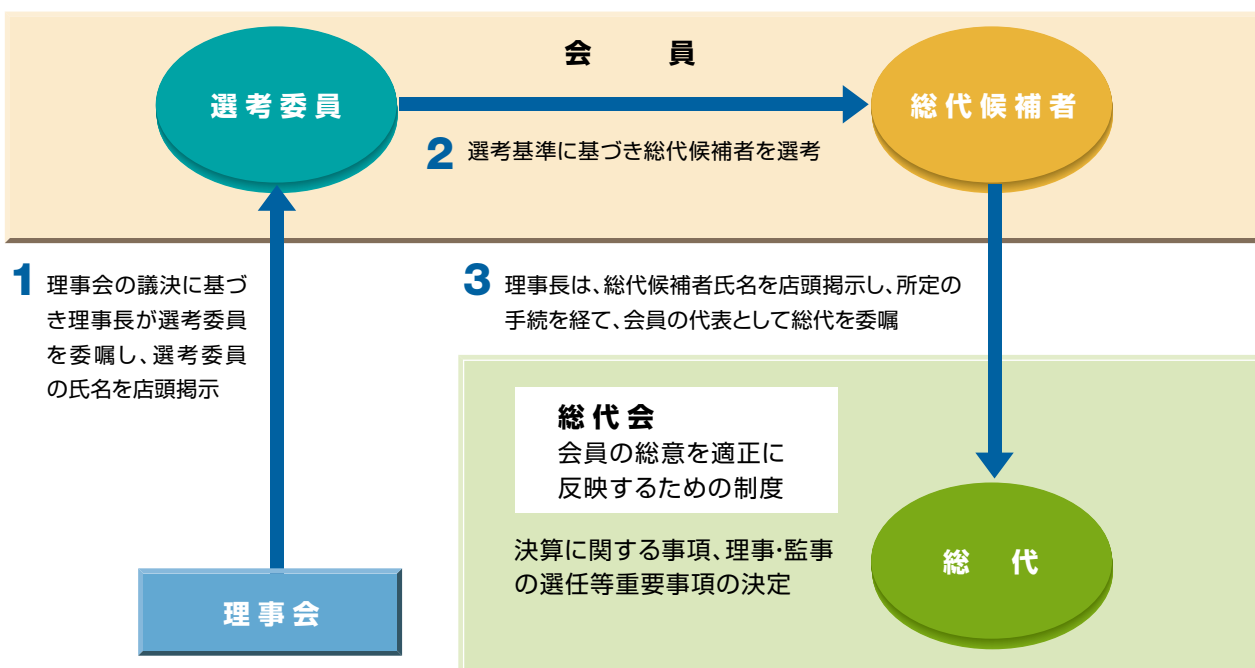 会 員
選考委員
総代候補者
2 選考基準に基づき総代候補者を選考
1 理事会の議決に基づ
き理事長が選考委員
を委嘱し、選考委員
の氏名を店頭掲示
3 理事長は、総代候補者氏名を店頭掲示し、所定の
手続を経て、会員の代表として総代を委嘱
総代会
会員の総意を適正に
反映するための制度
決算に関する事項、理事・監事
の選任等重要事項の決定
総 代
理事会